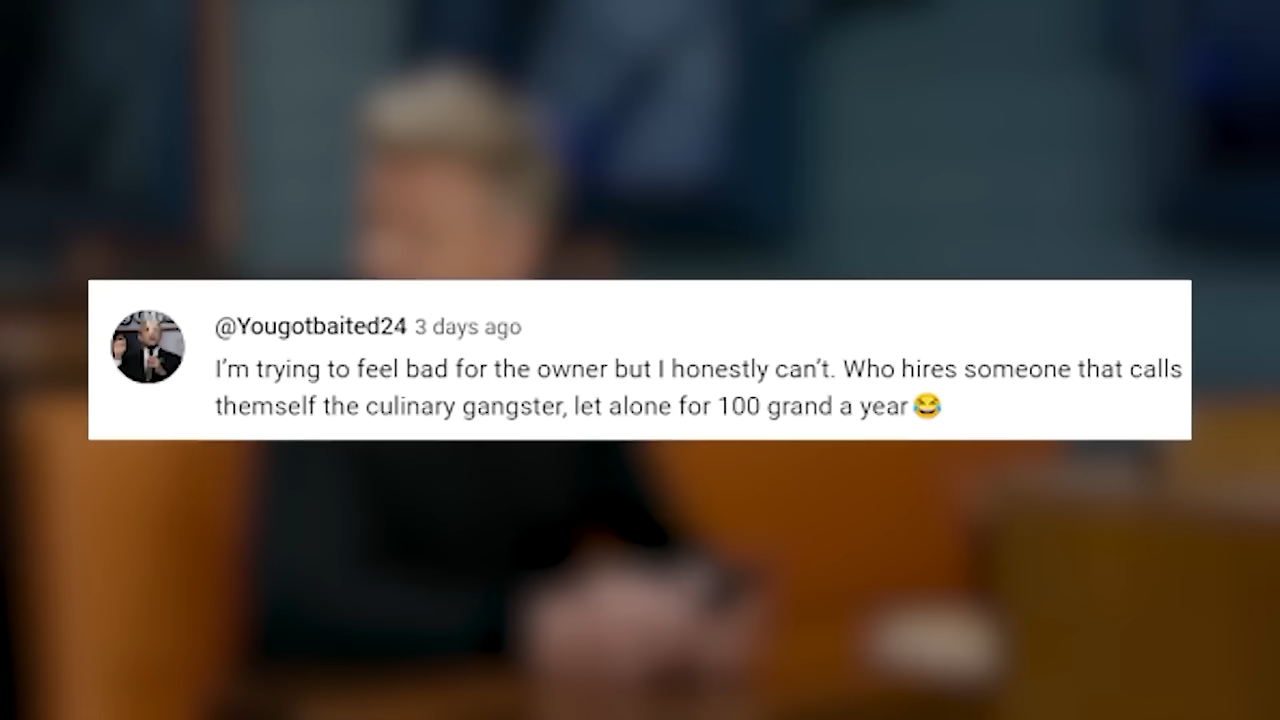 @Yougotbaited24 3 days ago
I'm trying to feel bad for the owner but I honestly can't. Who hires someone that calls
themself the culinary gangster, let alone for 100 grand a year😂